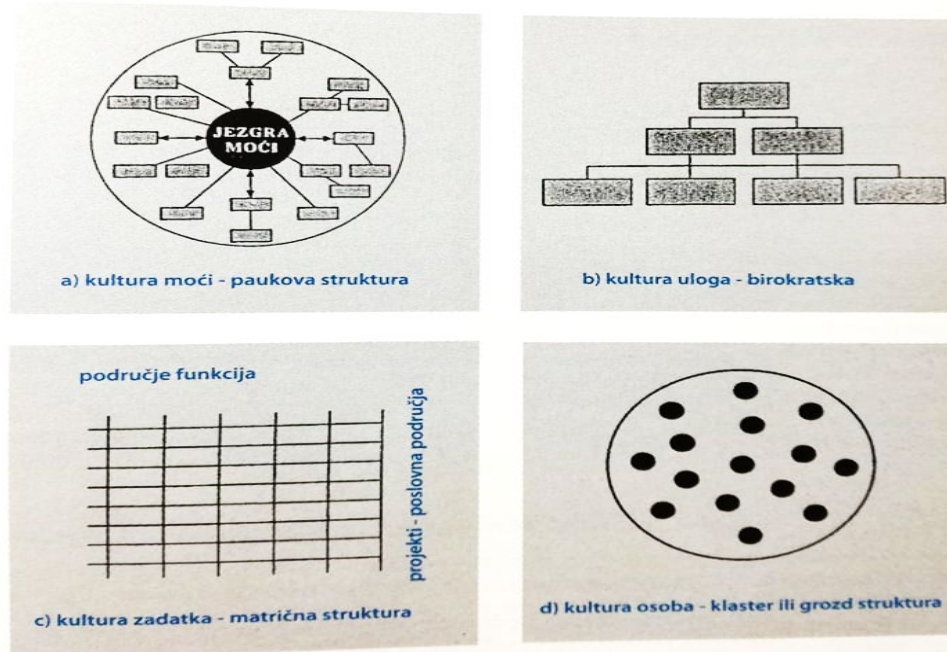 JEZGRA
MOĆI
a) kultura moći - paukova struktura
b) kultura uloga - birokratska
područje funkcija
projekti - poslovna područja
c) kultura zadatka - matrična struktura
d) kultura osoba - klaster ili grozd struktura